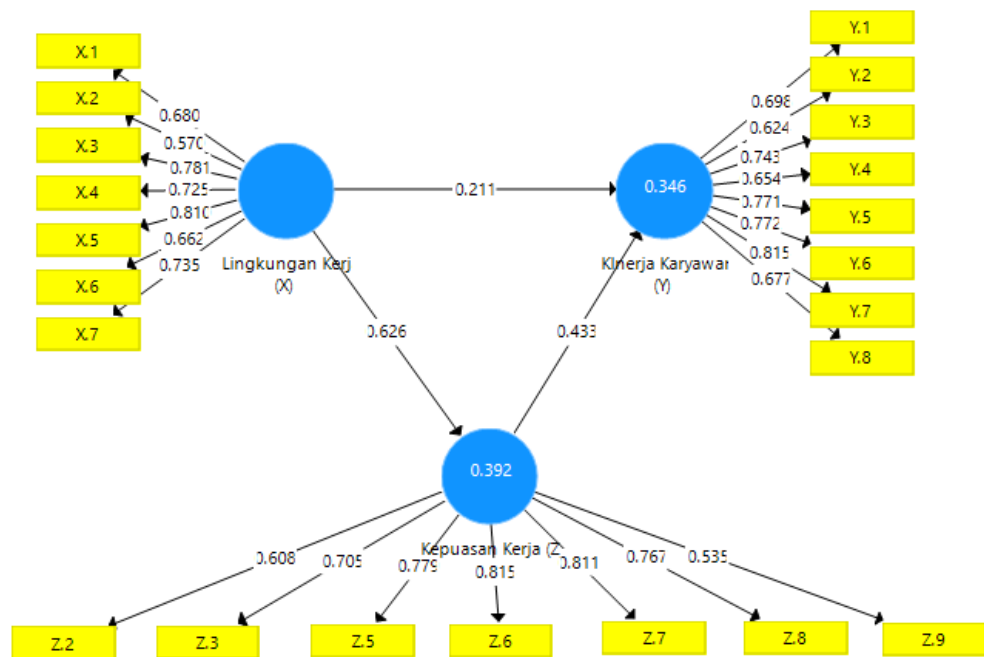 X.1
X.2
X.3
X.4
X.5
X.6
X.7
0.680
0.570
0.781
0.725
0.810
0.662
0.735
Lingkungan Kerj
(X)
0.211
0.346
KInerja Karyawar
(Y)
0.698
0.624
0.743
0.654
0.771
0.772
0.815
0.677
Y.1
Y.2
Y.3
Y.4
Y.5
Y.6
Y.7
Y.8
0.626
0.433
0.392
Kepuasan Kerja (Z
0.608
0.705
0.779
0.815
0.811
0.767
0.535
Z.2
Z.3
Z.5
Z.6
Z.7
Z.8
Z.9